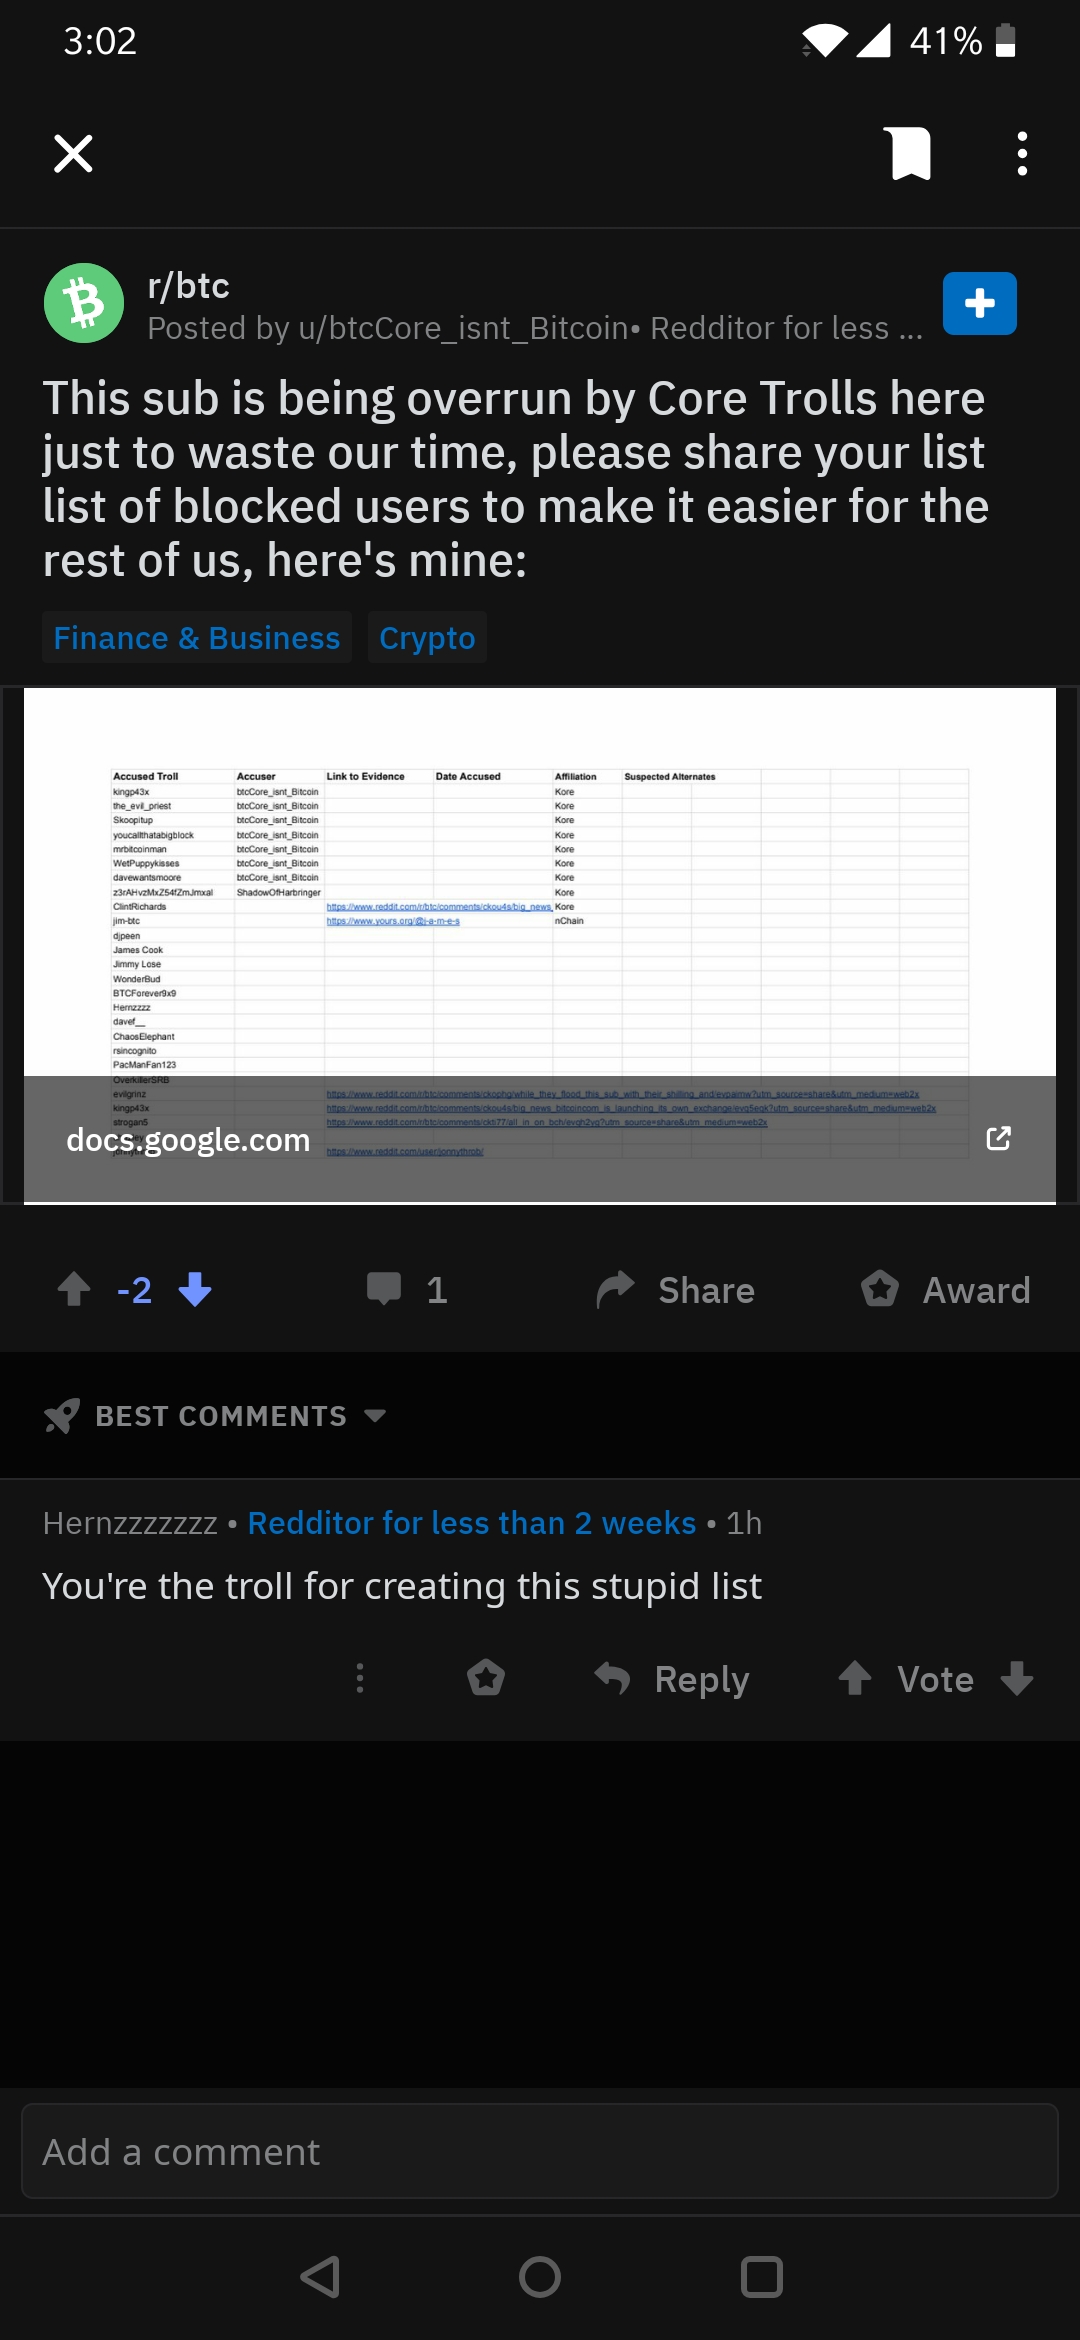 3:02
41%
r/btc
Posted by u/btcCore_isnt_Bitcoin• Redditor for less ...
This sub is being overrun by Core Trolls here
just to waste our time, please share your list
list of blocked users to make it easier for the
rest of us, here's mine:
Finance & Business Crypto
Accused Troll Accuser Link to Evidence Date Accused Affiliation Suspected Alternates
kingp43x btcCore_isnt_Bitcoin Kore
the_evil_priest btcCore_isnt_Bitcoin Kore
Skoopitup btcCore_isnt_Bitcoin Kore
youcallthatabigblock btcCore_isnt_Bitcoin Kore
mrbitcoinman btcCore_isnt_Bitcoin Kore
WetPuppykisses btcCore_isnt_Bitcoin Kore
davewantsmoore btcCore_isnt_Bitcoin Kore
z3rAHvzMxZ54fZmJmxal ShadowOfHarbringer Kore
ClintRichards https://www.reddit.com/r/btc/comments/ckou4s/big_news_ Kore
jim-btc https://www.yours.org/@j-a-m-e-s nChain
djpeen
James Cook
Jimmy Lose
WonderBud
BTCForever9x9
Hernzzzz
davef__
ChaosElephant
rsincognito
PacManFan123
OverkillerSRB
evilgrinz
kingp43x
strogan5
https://www.reddit.com/user/jonnythrob/
docs.google.com
-2 1 Share Award
BEST COMMENTS
Hernzzzzzzz • Redditor for less than 2 weeks • 1h
You're the troll for creating this stupid list
Reply Vote
Add a comment